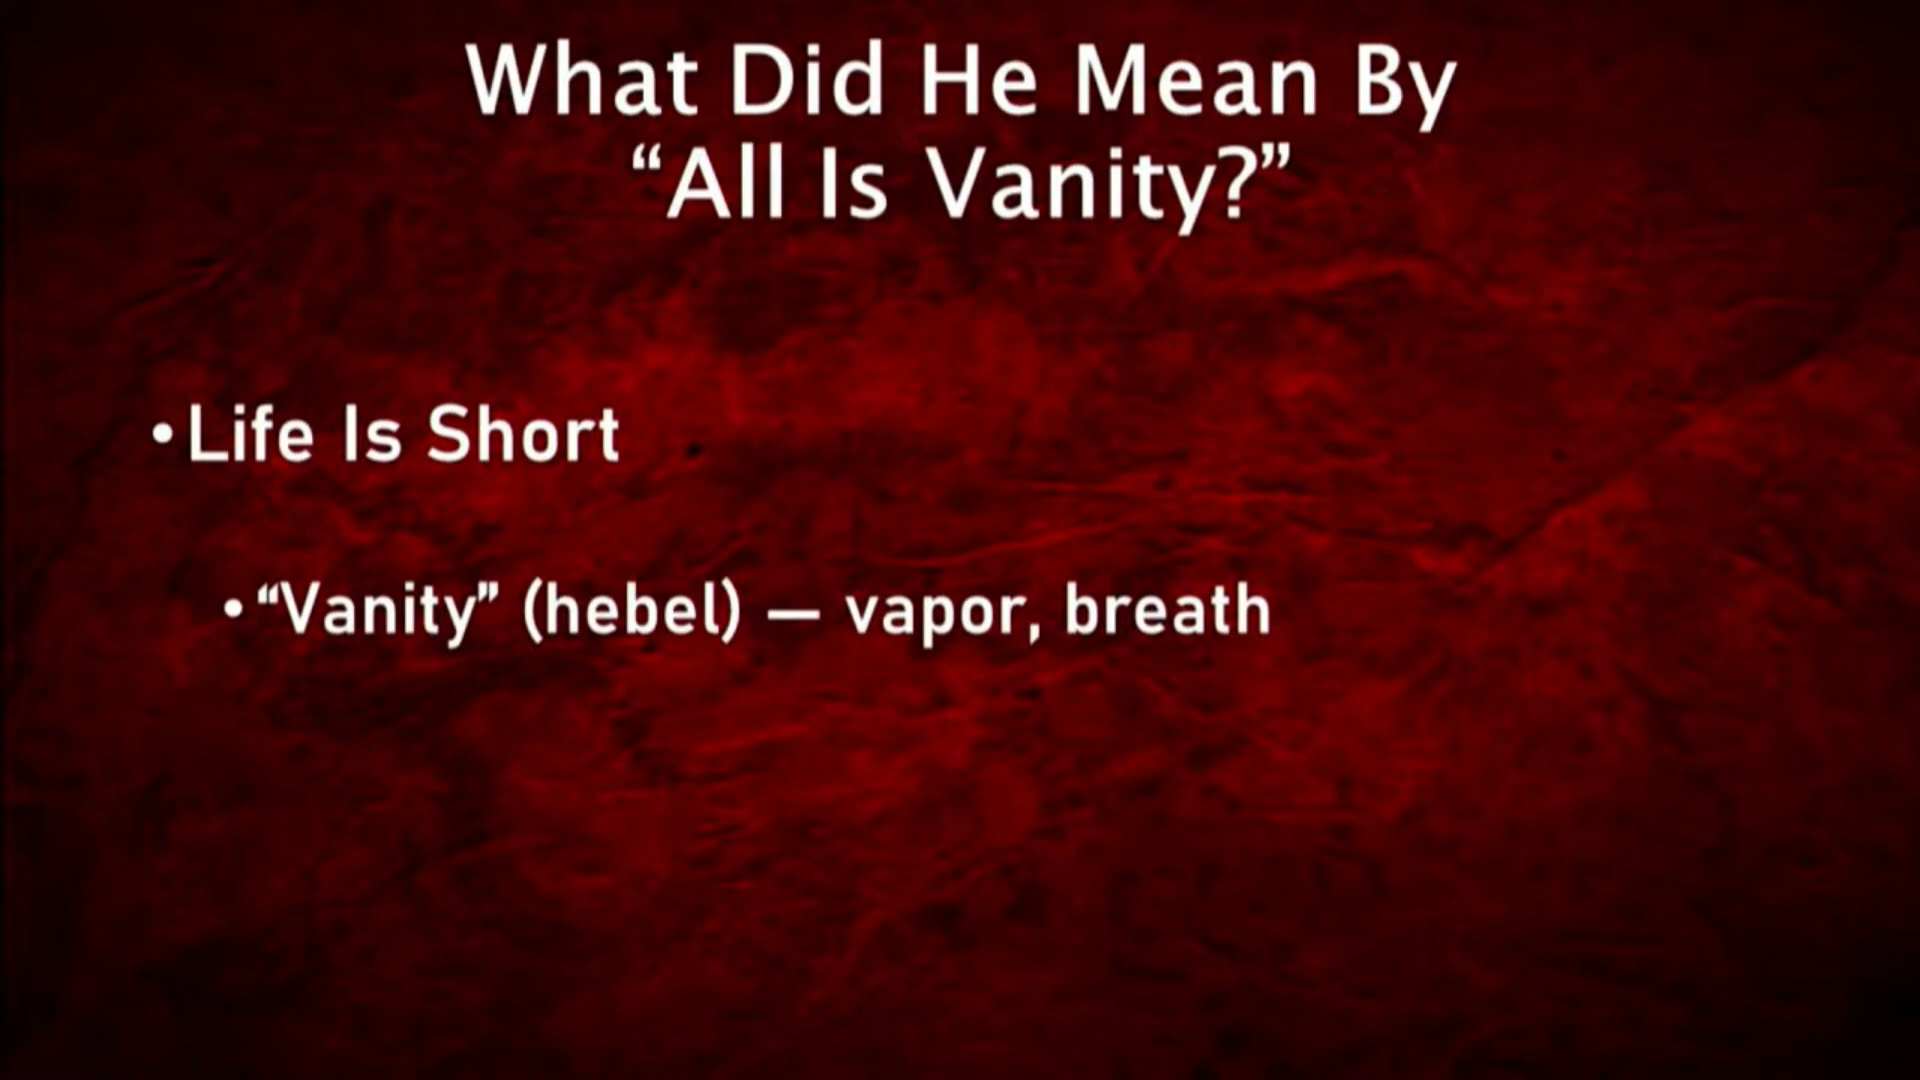 What Did He Mean By
“All Is Vanity?”
•Life Is Short
•“Vanity” (hebel) — vapor, breath